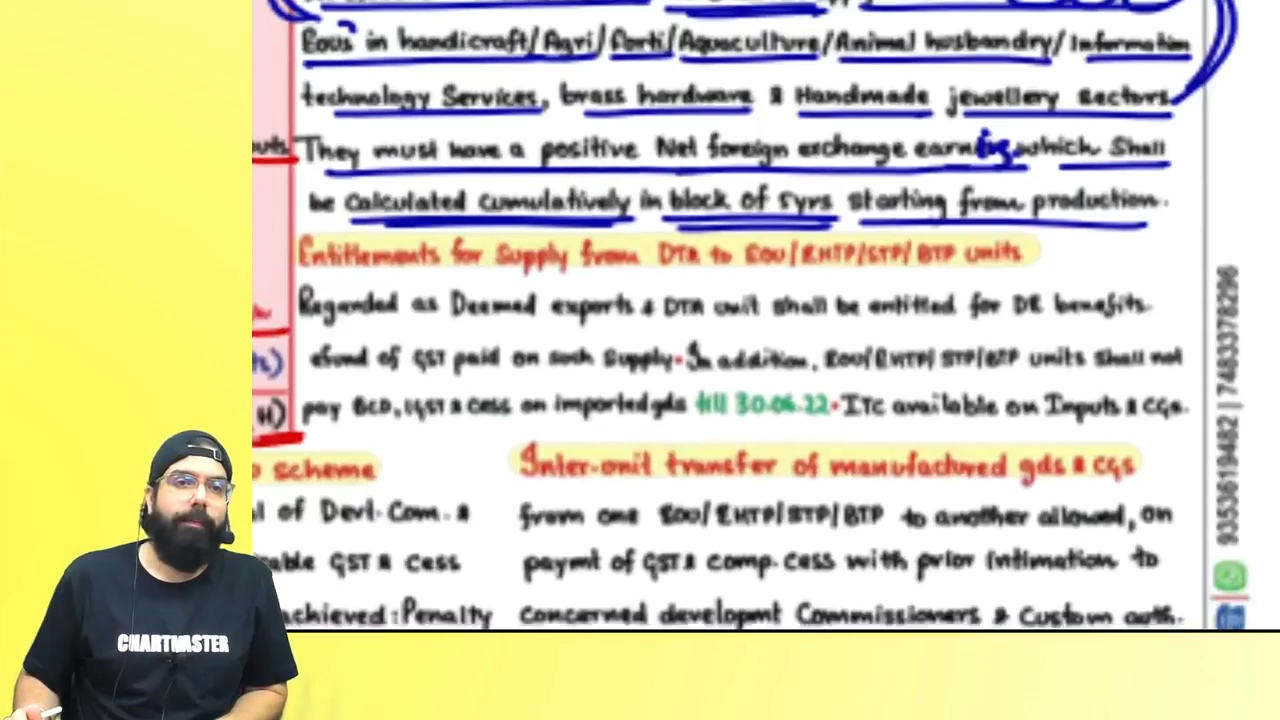 EOUs in handicraft/Agri/Horti/Aquaculture/Animal husbandry/Information
technology Services, brass hardware & Handmade jewellery sectors
They must have a positive Net foreign exchange earning which Shall
be calculated cumulatively in block of 5yrs starting from production.
Entitlements for Supply from DTA to EOU/EHTP/STP/BTP units
Regarded as Deemed exports & DTA unit shall be entitled for DE benefits.
efund of GST paid on such Supply. In addition, EOU/EHTP/STP/BTP units shall not
pay BCD, IGST & Cess on imported gds till 30.06.22. ITC available on Inputs & CGs.
scheme
Inter-unit transfer of manufactured gds & CGs
l of Devl. Com. &
from one EOU/EHTP/STP/BTP to another allowed, on
able GST & Cess
paymt of GST & comp. cess with prior intimation to
achieved: Penalty
concerned developmt Commissioners & Custom auth.
uts
ts)
H)
9353619482 | 7483378296
CHARTMASTER